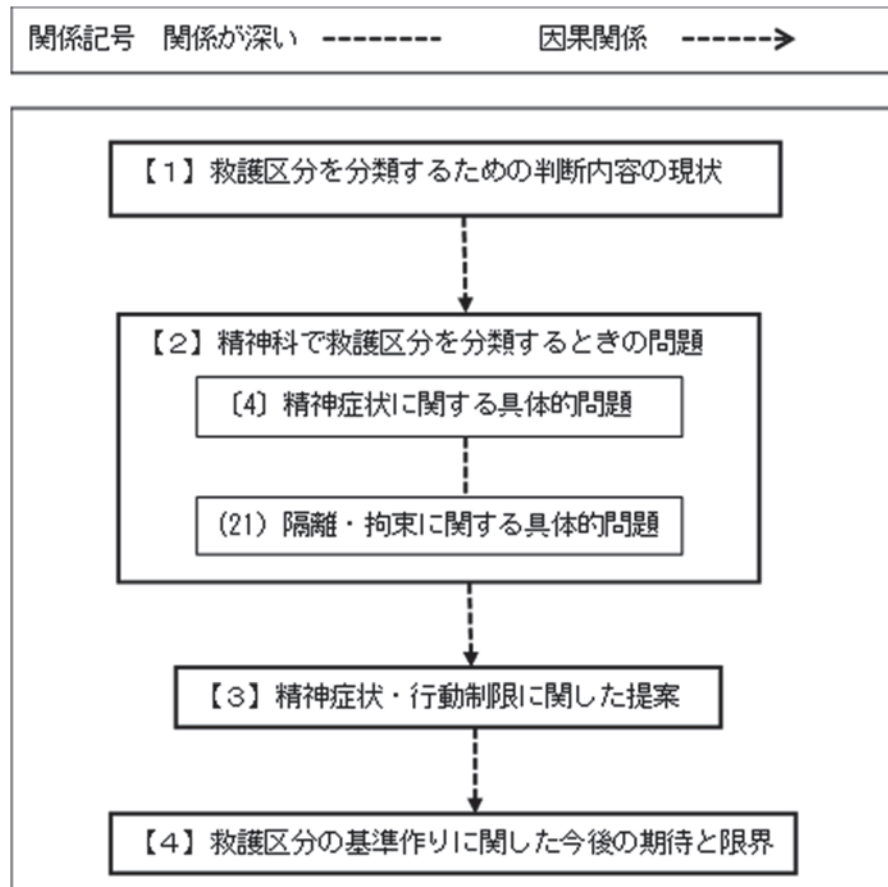 関係記号 関係が深い 因果関係
【1】救護区分を分類するための判断内容の現状
【2】精神科で救護区分を分類するときの問題
〔4〕精神症状に関する具体的問題
(21) 隔離・拘束に関する具体的問題
【3】精神症状・行動制限に関した提案
【4】救護区分の基準作りに関した今後の期待と限界